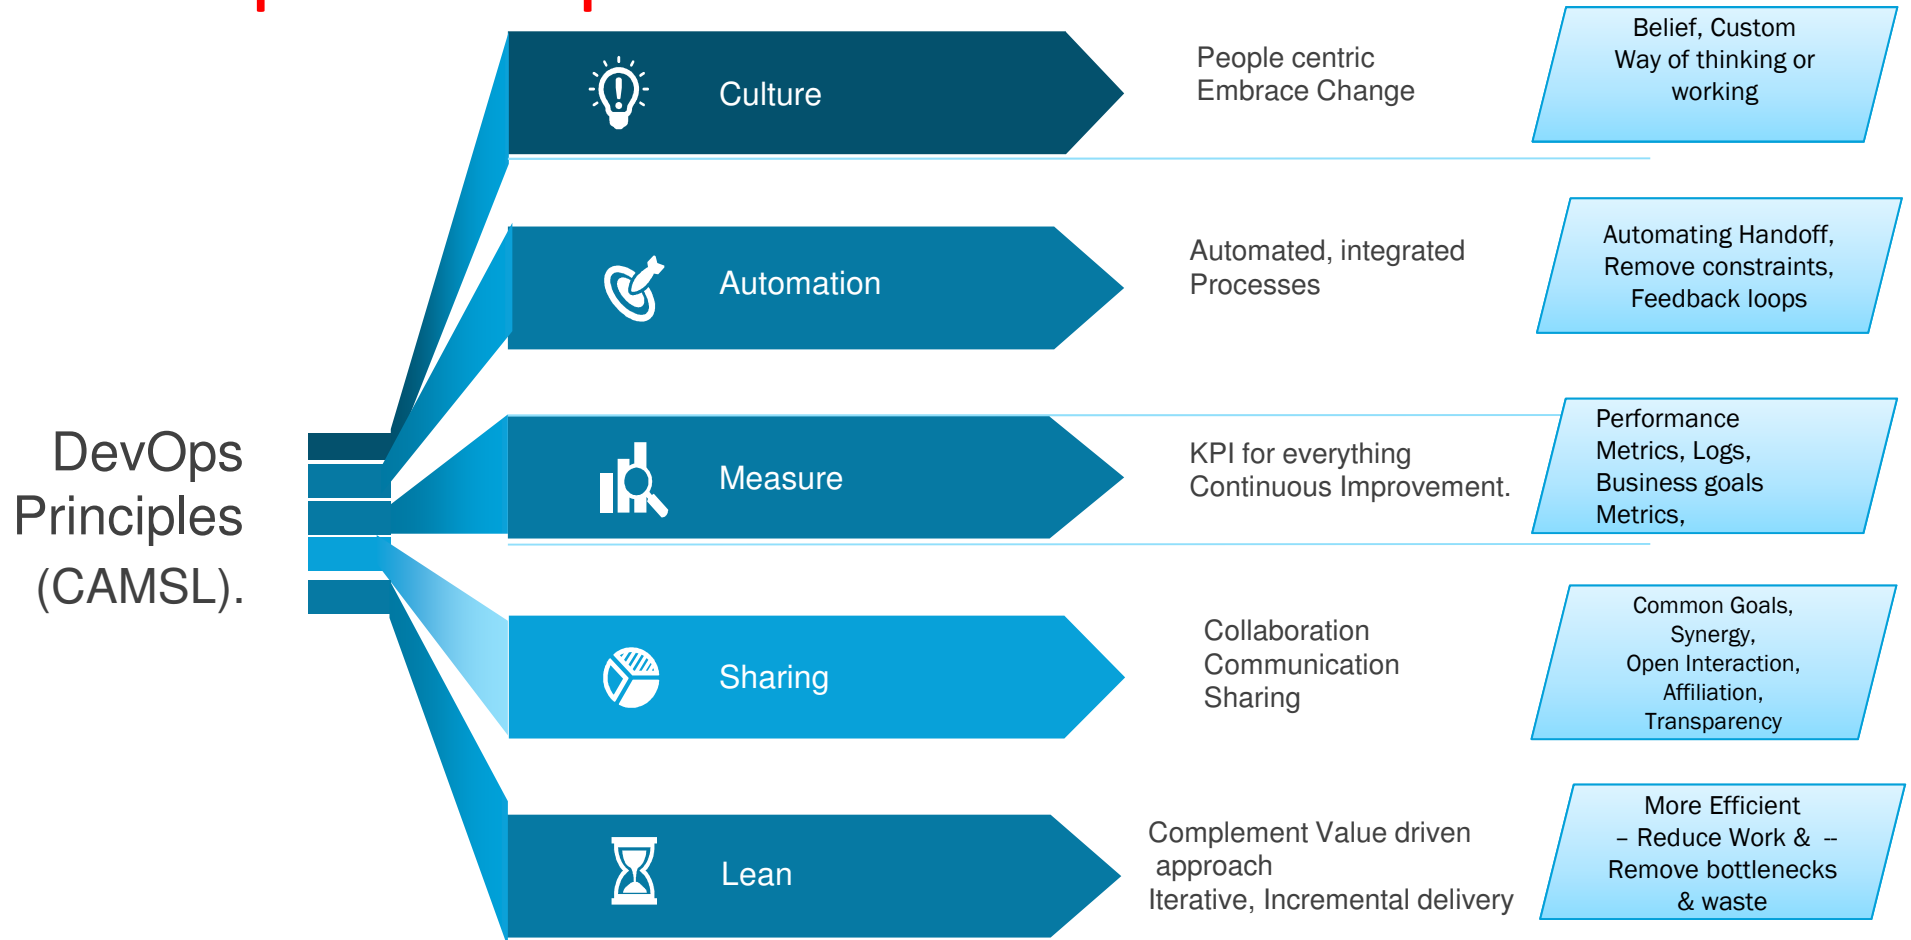 DevOps
Principles
(CAMSL).
Culture
People centric
Embrace Change
Belief, Custom
Way of thinking or
working
Automation
Automated, integrated
Processes
Automating Handoff,
Remove constraints,
Feedback loops
Measure
KPI for everything
Continuous Improvement.
Performance
Metrics, Logs,
Business goals
Metrics,
Sharing
Collaboration
Communication
Sharing
Common Goals,
Synergy,
Open Interaction,
Affiliation,
Transparency
Lean
Complement Value driven
approach
Iterative, Incremental delivery
More Efficient
– Reduce Work & --
Remove bottlenecks
& waste